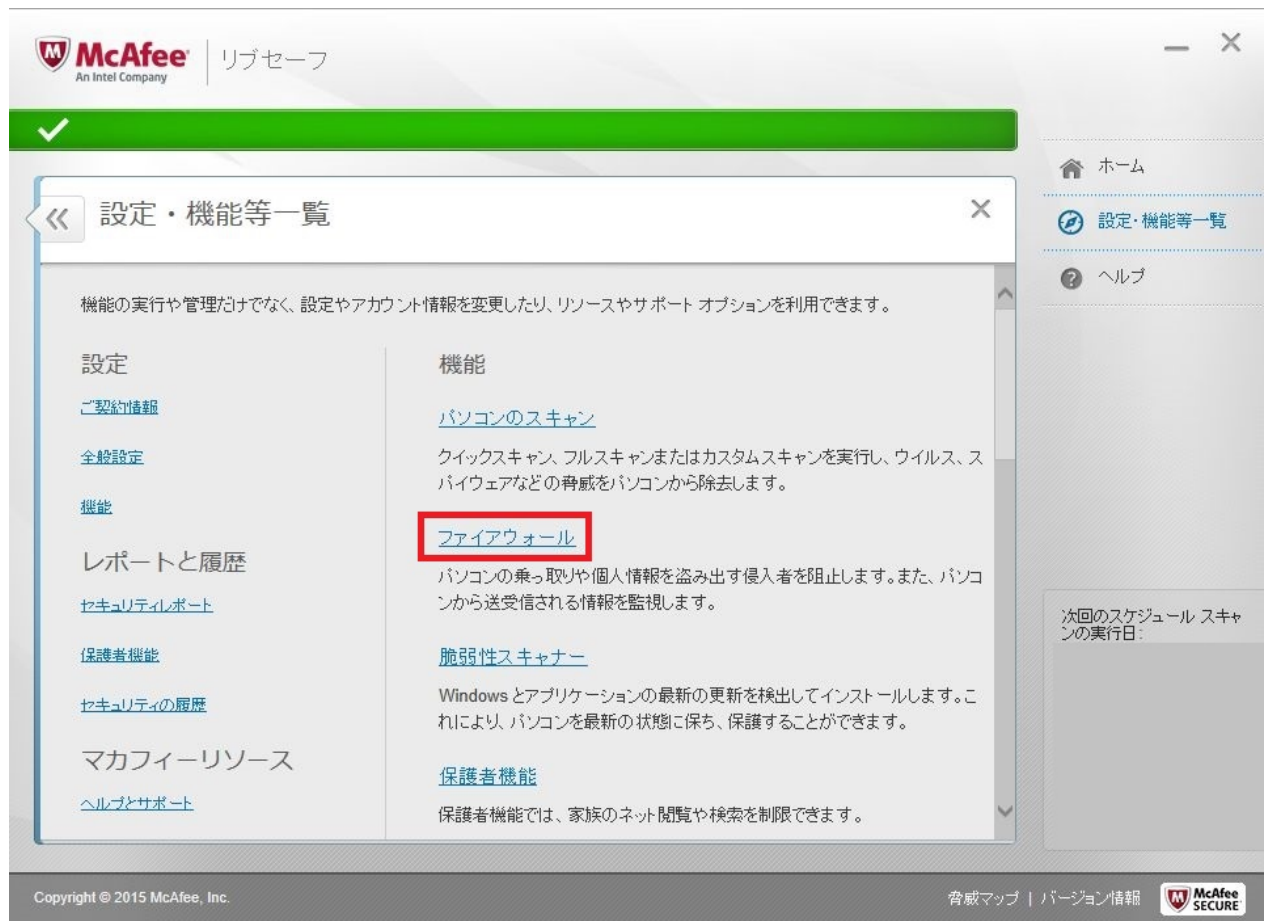 McAfee
An Intel Company
リブセーフ
ホーム
設定・機能等一覧
ヘルプ
設定・機能等一覧
機能の実行や管理だけでなく、設定やアカウント情報を変更したり、リソースやサポート オプションを利用できます。
設定
ご契約情報
全般設定
機能
レポートと履歴
セキュリティレポート
保護者機能
セキュリティの履歴
マカフィーリソース
ヘルプとサポート
機能
パソコンのスキャン
クイックスキャン、フルスキャンまたはカスタムスキャンを実行し、ウイルス、ス
パイウェアなどの脅威をパソコンから除去します。
ファイアウォール
パソコンの乗っ取りや個人情報を盗み出す侵入者を阻止します。また、パソコ
ンから送受信される情報を監視します。
脆弱性スキャナー
Windows とアプリケーションの最新の更新を検出してインストールします。こ
れにより、パソコンを最新の状態に保ち、保護することができます。
保護者機能
保護者機能では、家族のネット閲覧や検索を制限できます。
次回のスケジュール スキャ
ンの実行日:
Copyright © 2015 McAfee, Inc.
脅威マップ | バージョン情報
McAfee
SECURE